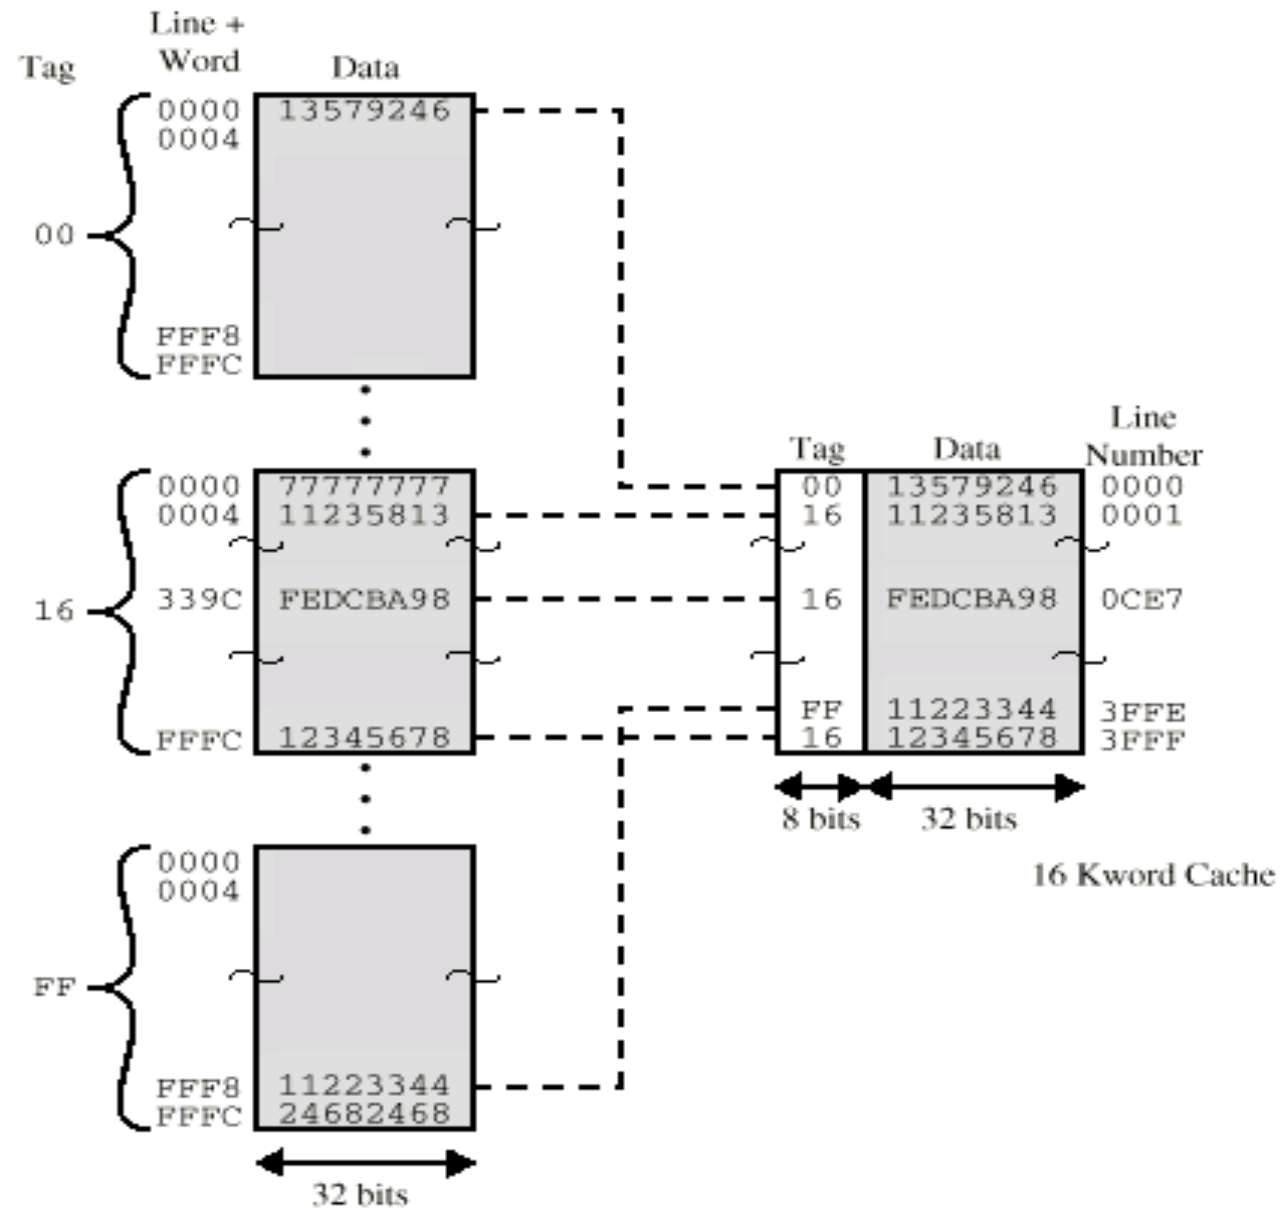 Line +
Tag Word Data
0000 13579246
0004
00
FFF8
FFFC
0000 77777777
0004 11235813
16 339C FEDCBA98
FFFC 12345678
0000
0004
FF
FFF8 11223344
FFFC 24682468
32 bits
Line
Tag Data Number
00 13579246 0000
16 11235813 0001
16 FEDCBA98 0CE7
FF 11223344 3FFE
16 12345678 3FFF
8 bits 32 bits
16 Kword Cache